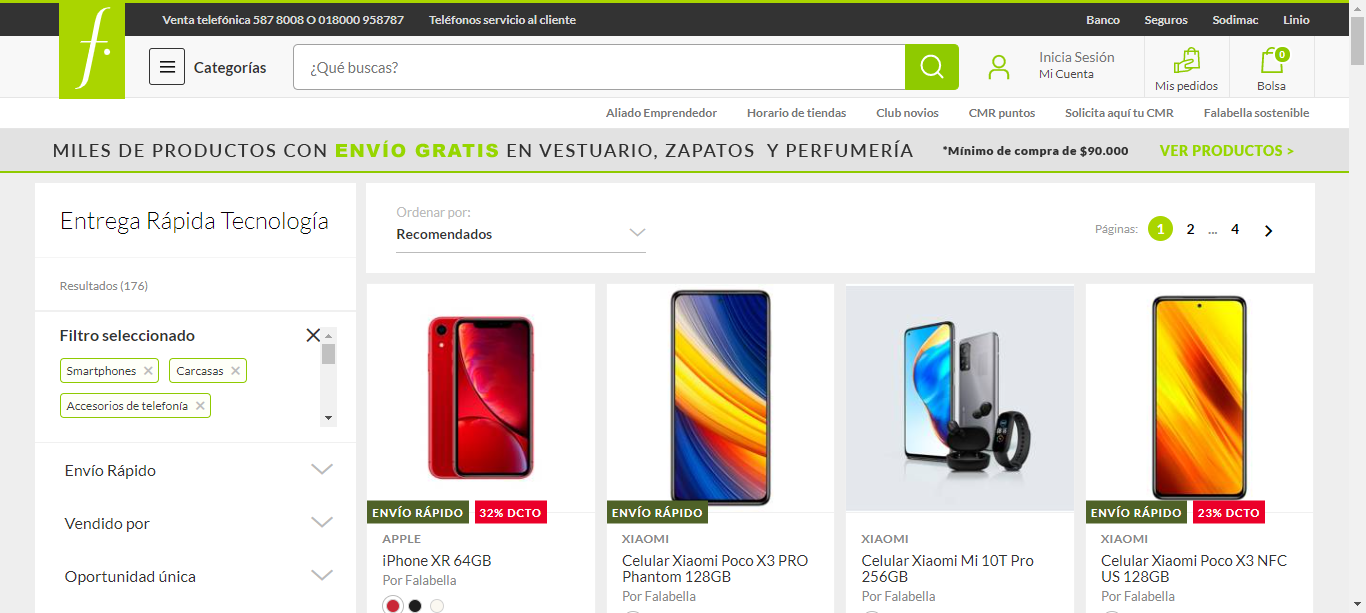 Venta telefónica 587 8008 O 018000 958787 Teléfonos servicio al cliente Banco Seguros Sodimac Linio
f.
Categorías ¿Qué buscas? Inicia Sesión Mi Cuenta Mis pedidos 0 Bolsa
Aliado Emprendedor Horario de tiendas Club novios CMR puntos Solicita aquí tu CMR Falabella sostenible
MILES DE PRODUCTOS CON ENVÍO GRATIS EN VESTUARIO, ZAPATOS Y PERFUMERÍA *Mínimo de compra de $90.000 VER PRODUCTOS >
Entrega Rápida Tecnología
Resultados (176)
Filtro seleccionado
Smartphones
Carcasas
Accesorios de telefonía
Envío Rápido
Vendido por
Oportunidad única
Ordenar por:
Recomendados
Páginas: 1 2 ... 4
ENVÍO RÁPIDO 32% DCTO
APPLE
iPhone XR 64GB
Por Falabella
ENVÍO RÁPIDO
XIAOMI
Celular Xiaomi Poco X3 PRO
Phantom 128GB
Por Falabella
XIAOMI
Celular Xiaomi Mi 10T Pro
256GB
Por Falabella
ENVÍO RÁPIDO 23% DCTO
XIAOMI
Celular Xiaomi Poco X3 NFC
US 128GB
Por Falabella